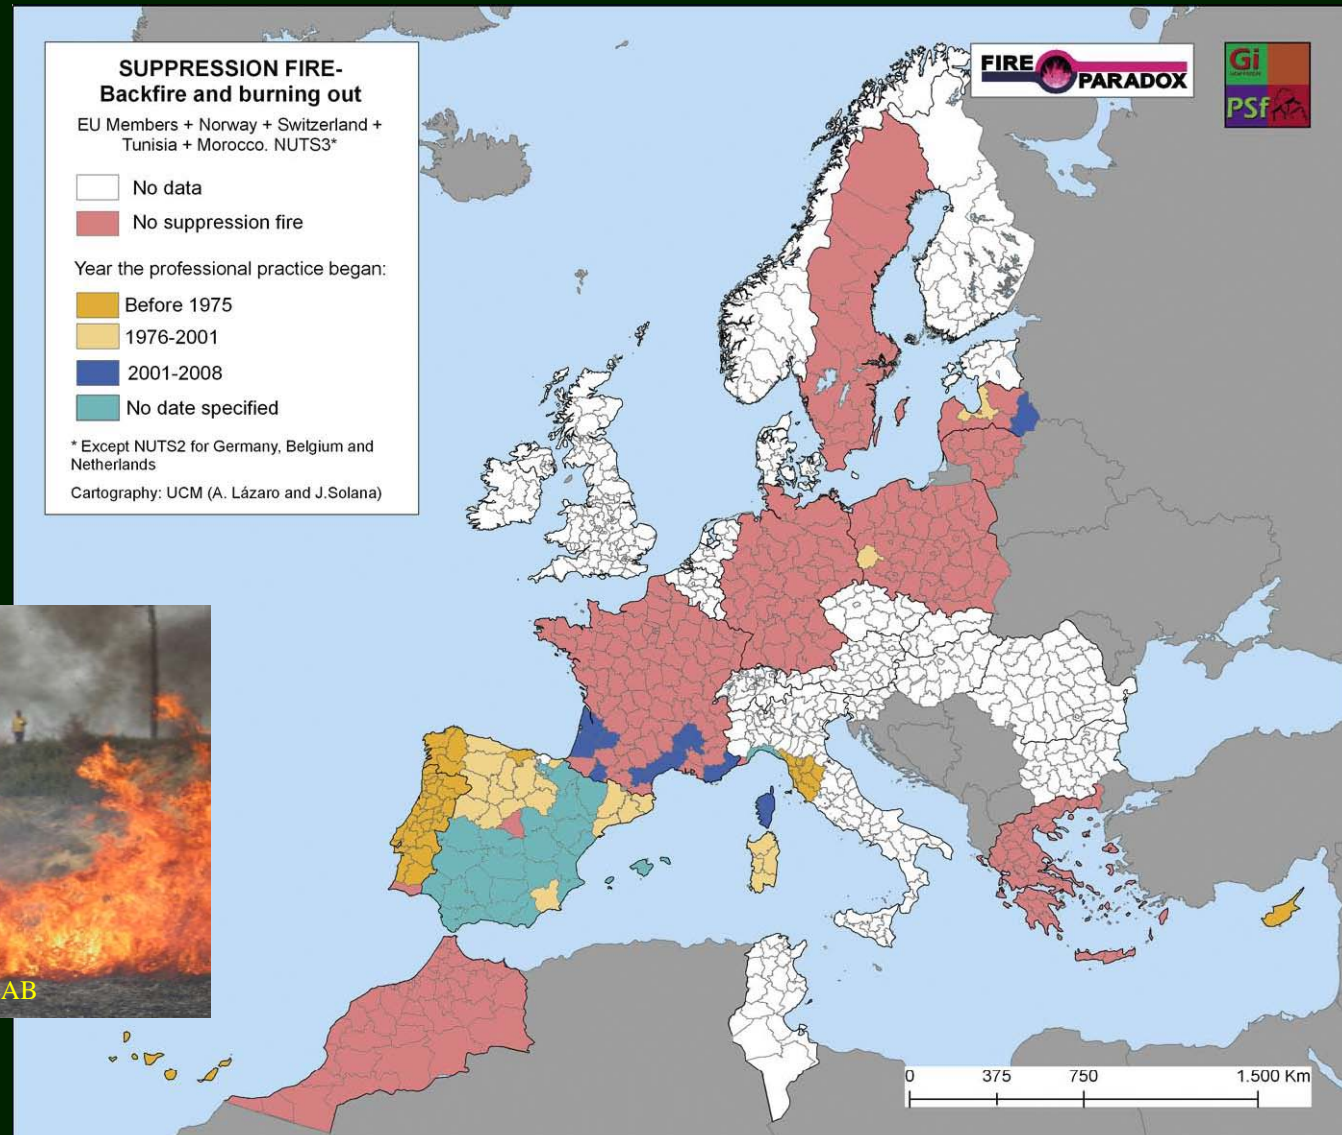 SUPPRESSION FIRE-
Backfire and burning out
EU Members + Norway + Switzerland +
Tunisia + Morocco. NUTS3*
No data
No suppression fire
Year the professional practice began:
Before 1975
1976-2001
2001-2008
No date specified
* Except NUTS2 for Germany, Belgium and
Netherlands
Cartography: UCM (A. Lázaro and J.Solana)
FIRE PARADOX
Gi
PSf
AB
0 375 750 1.500 Km